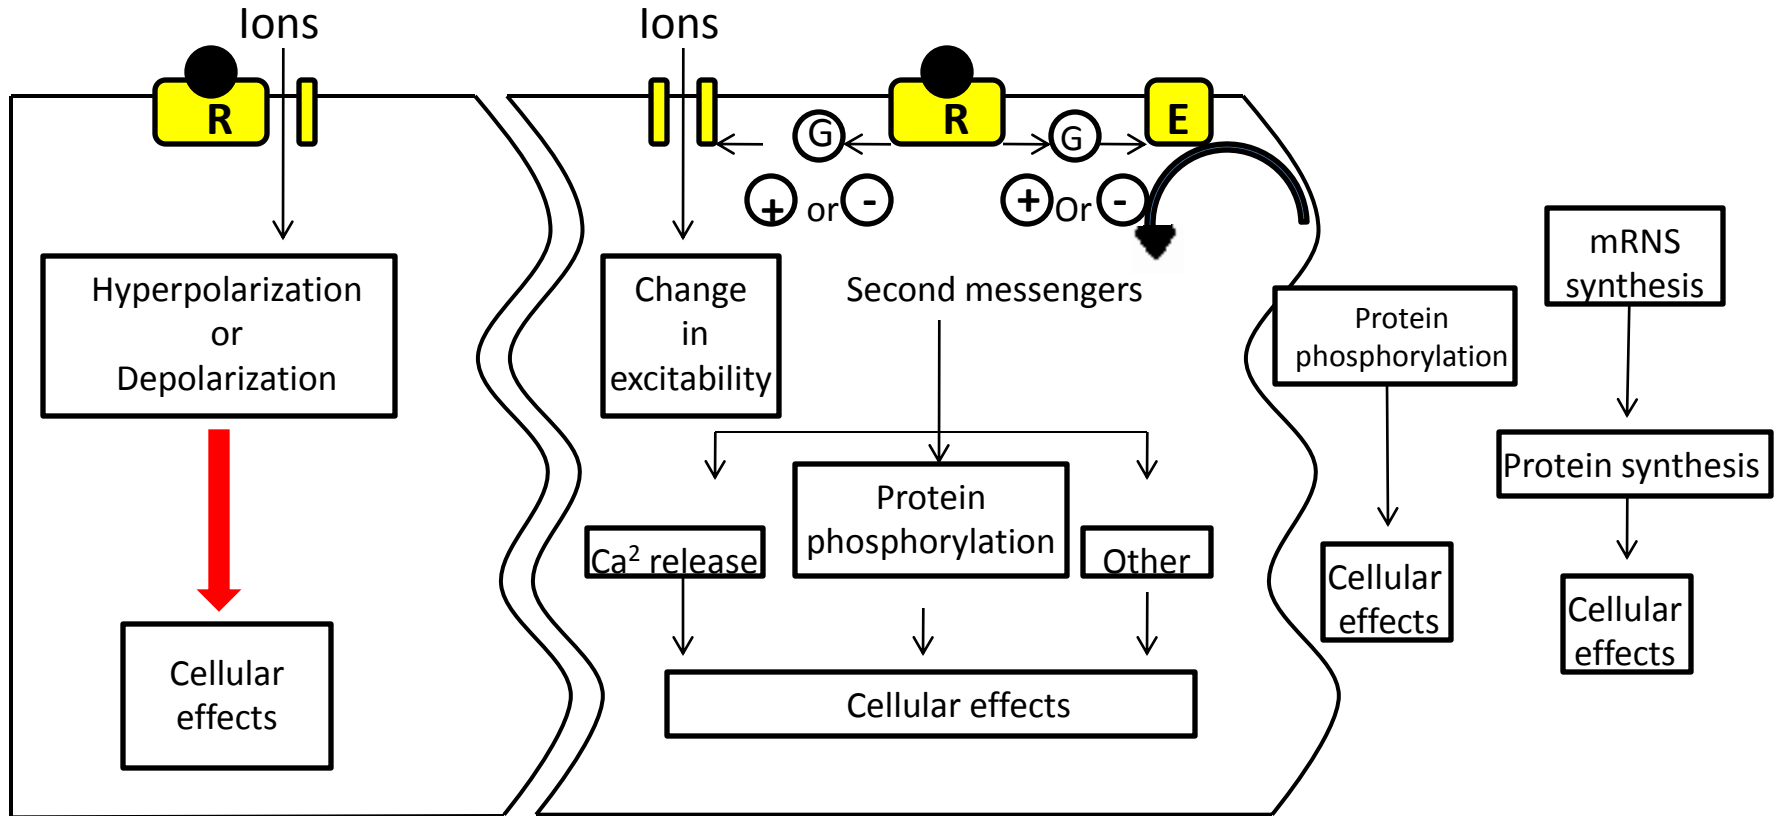 Ions
R
Hyperpolarization
or
Depolarization
Cellular
effects
Ions
G
R
G
E
+ or -
+ Or -
Change
in
excitability
Second messengers
Ca² release
Protein
phosphorylation
Other
Cellular effects
Protein
phosphorylation
Cellular
effects
mRNS
synthesis
Protein synthesis
Cellular
effects